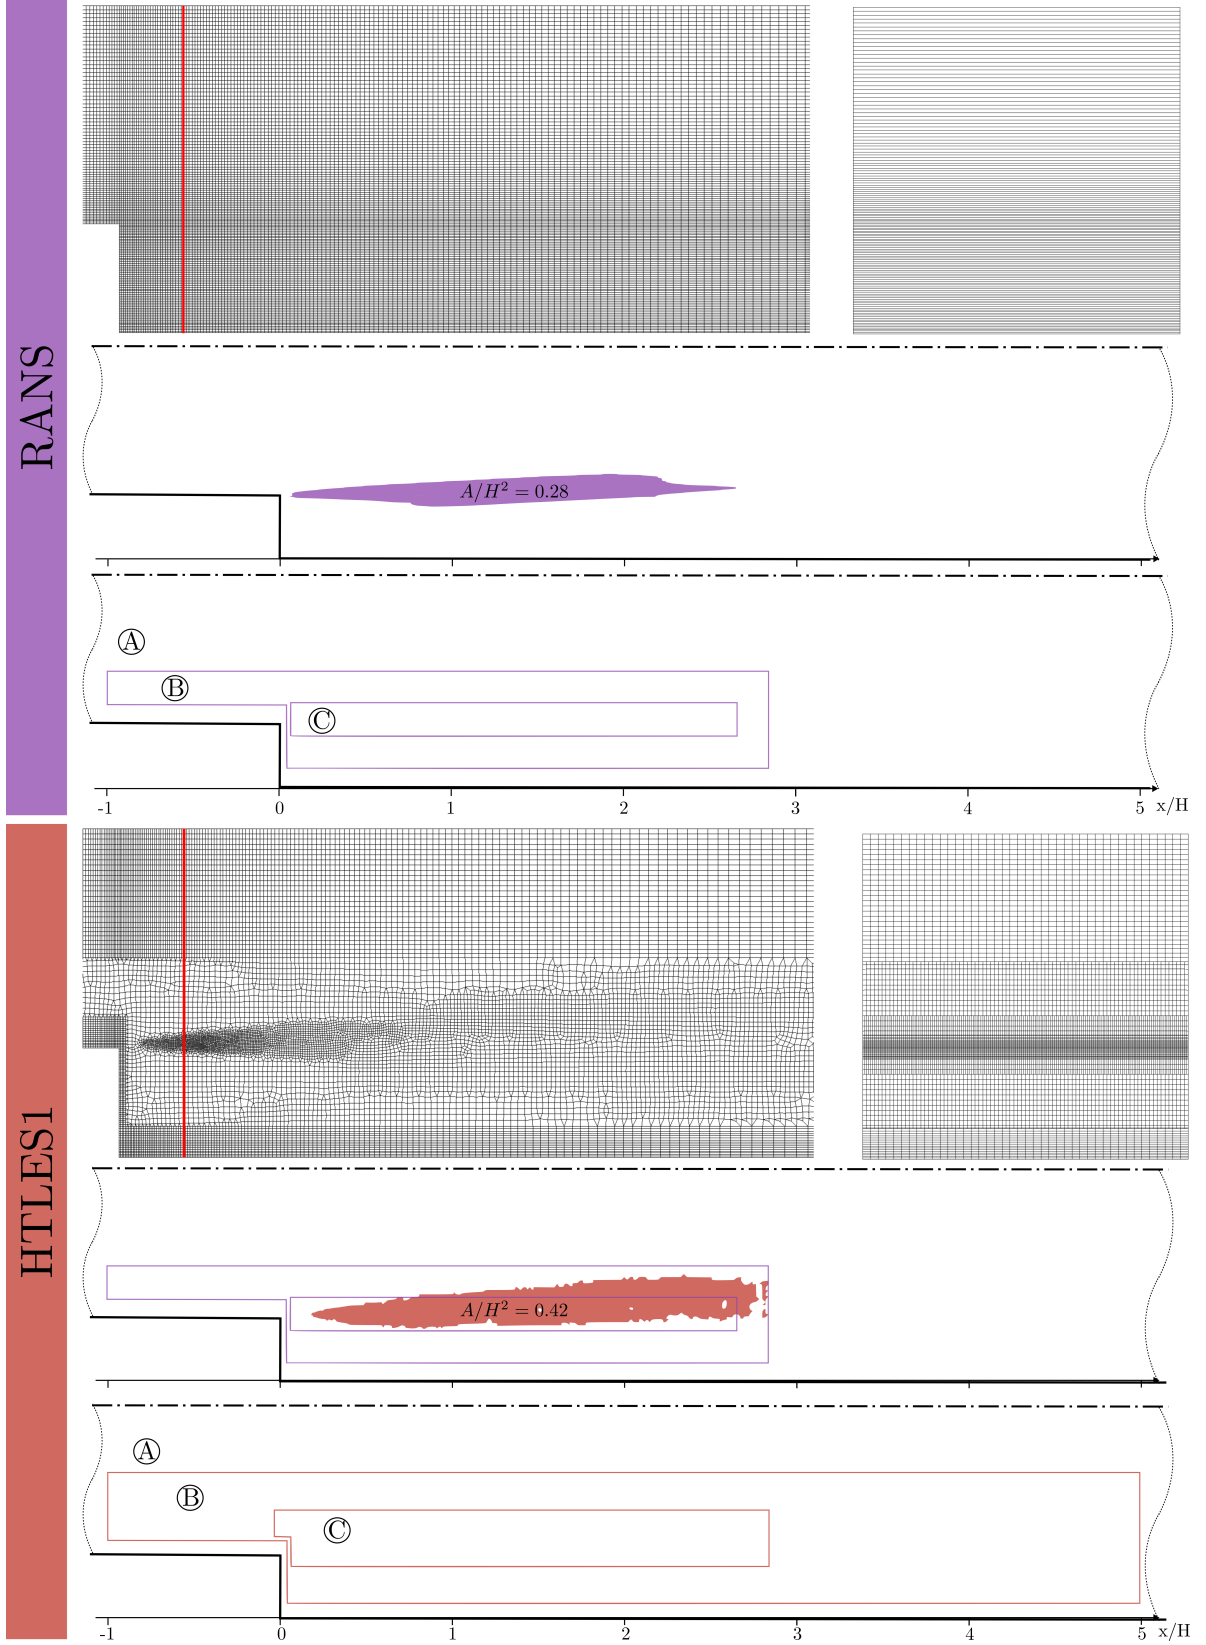 RANS
A/H² = 0.28
Ⓐ
Ⓑ
Ⓒ
-1 0 1 2 3 4 5 x/H
HTLES1
A/H² = 0.42
Ⓐ
Ⓑ
Ⓒ
-1 0 1 2 3 4 5 x/H